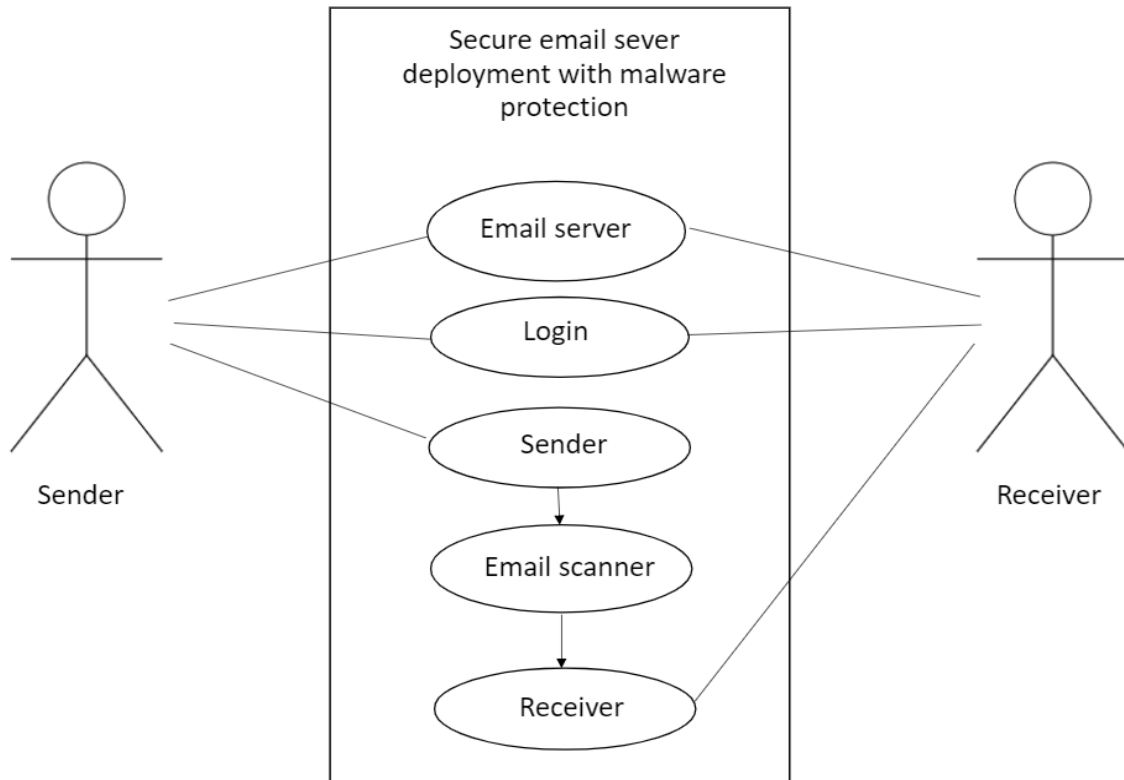 Secure email sever
deployment with malware
protection
Email server
Login
Sender
Sender
Receiver
Email scanner
Receiver